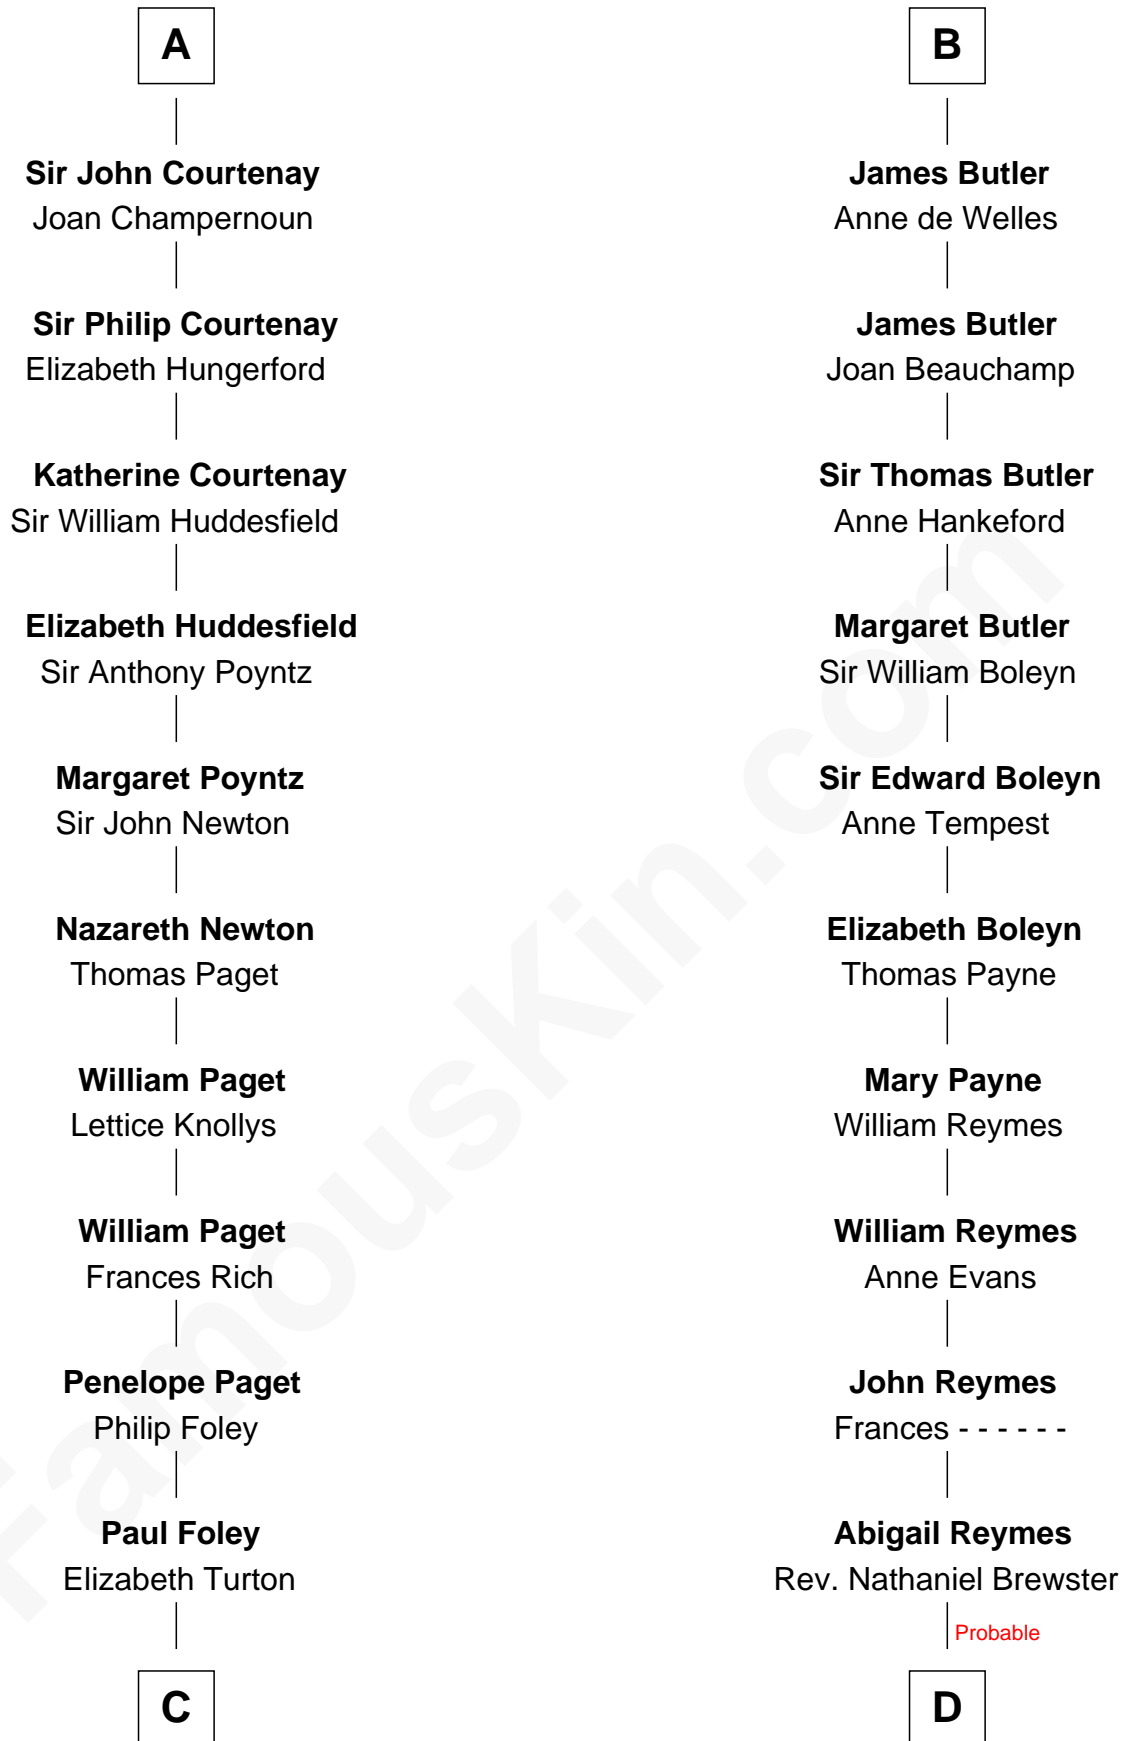 A
Sir John Courtenay
Joan Champernoun
Sir Philip Courtenay
Elizabeth Hungerford
Katherine Courtenay
Sir William Huddesfield
Elizabeth Huddesfield
Sir Anthony Poyntz
Margaret Poyntz
Sir John Newton
Nazareth Newton
Thomas Paget
William Paget
Lettice Knollys
William Paget
Frances Rich
Penelope Paget
Philip Foley
Paul Foley
Elizabeth Turton
C
B
James Butler
Anne de Welles
James Butler
Joan Beauchamp
Sir Thomas Butler
Anne Hankeford
Margaret Butler
Sir William Boleyn
Sir Edward Boleyn
Anne Tempest
Elizabeth Boleyn
Thomas Payne
Mary Payne
William Reymes
William Reymes
Anne Evans
John Reymes
Frances - - - - - -
Abigail Reymes
Rev. Nathaniel Brewster
Probable
D
FamousKin.com